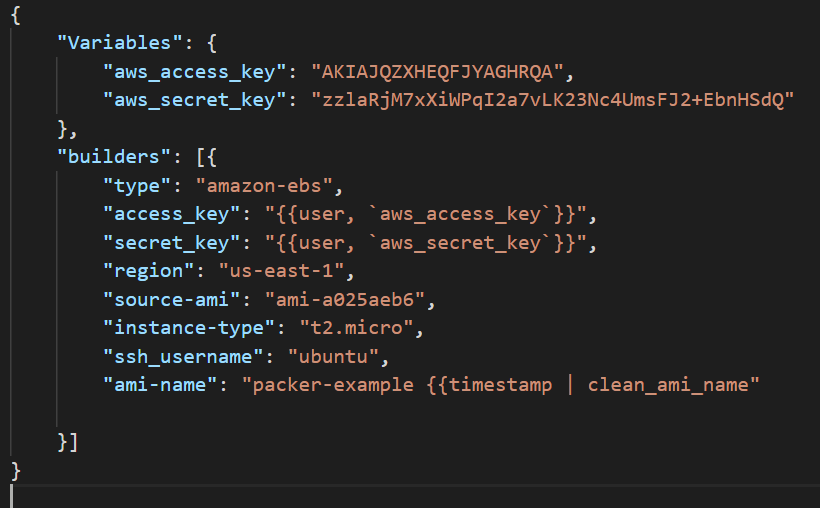 {
    "Variables": {
        "aws_access_key": "AKIAJQZXHEQFJYAGHRQA",
        "aws_secret_key": "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"
    },
    "builders": [{
        "type": "amazon-ebs",
        "access_key": "{{user, `aws_access_key`}}",
        "secret_key": "{{user, `aws_secret_key`}}",
        "region": "us-east-1",
        "source-ami": "ami-a025aeb6",
        "instance-type": "t2.micro",
        "ssh_username": "ubuntu",
        "ami-name": "packer-example {{timestamp | clean_ami_name"
    }]
}